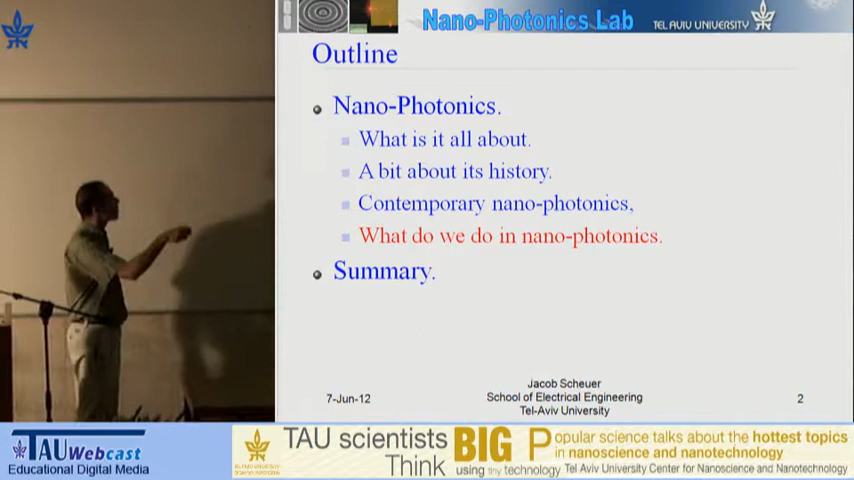 Nano-Photonics Lab
TEL AVIV UNIVERSITY
Outline
Nano-Photonics.
What is it all about.
A bit about its history.
Contemporary nano-photonics,
What do we do in nano-photonics.
Summary.
7-Jun-12
Jacob Scheuer
School of Electrical Engineering
Tel-Aviv University
2
TAU Webcast
Educational Digital Media
TAU scientists
Think
BIG
using tiny technology
Popular science talks about the hottest topics
in nanoscience and nanotechnology
Tel Aviv University Center for Nanoscience and Nanotechnology